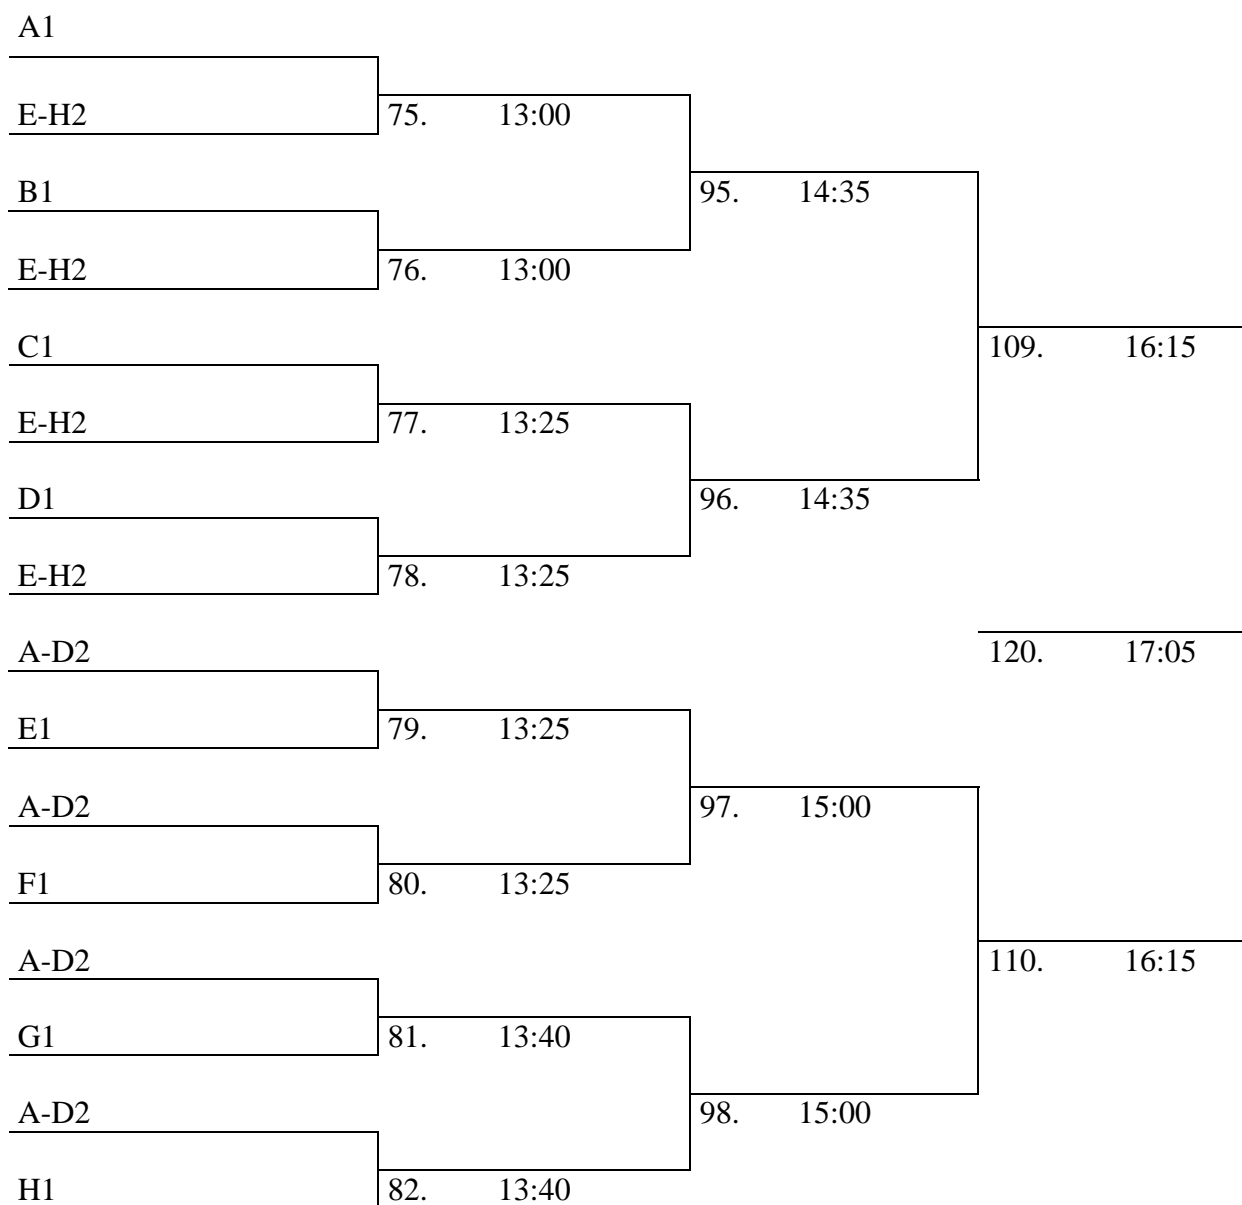 A1
E-H2 75. 13:00
B1 95. 14:35
E-H2 76. 13:00
C1 109. 16:15
E-H2 77. 13:25
D1 96. 14:35
E-H2 78. 13:25
A-D2 120. 17:05
E1 79. 13:25
A-D2 97. 15:00
F1 80. 13:25
A-D2 110. 16:15
G1 81. 13:40
A-D2 98. 15:00
H1 82. 13:40